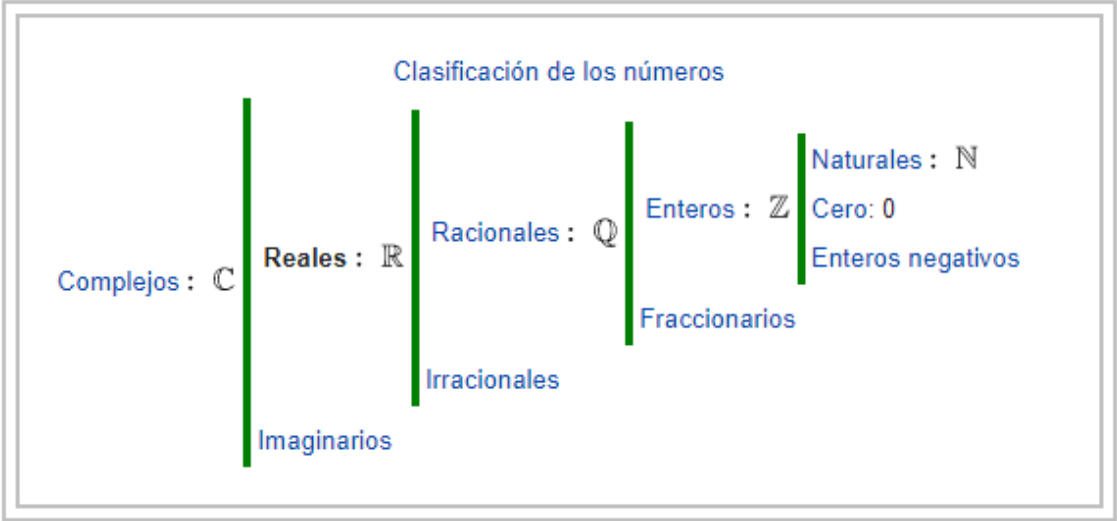 Clasificación de los números
Complejos : ℂ
Reales : ℝ
Racionales : ℚ
Enteros : ℤ
Naturales : ℕ
Cero: 0
Enteros negativos
Fraccionarios
Irracionales
Imaginarios